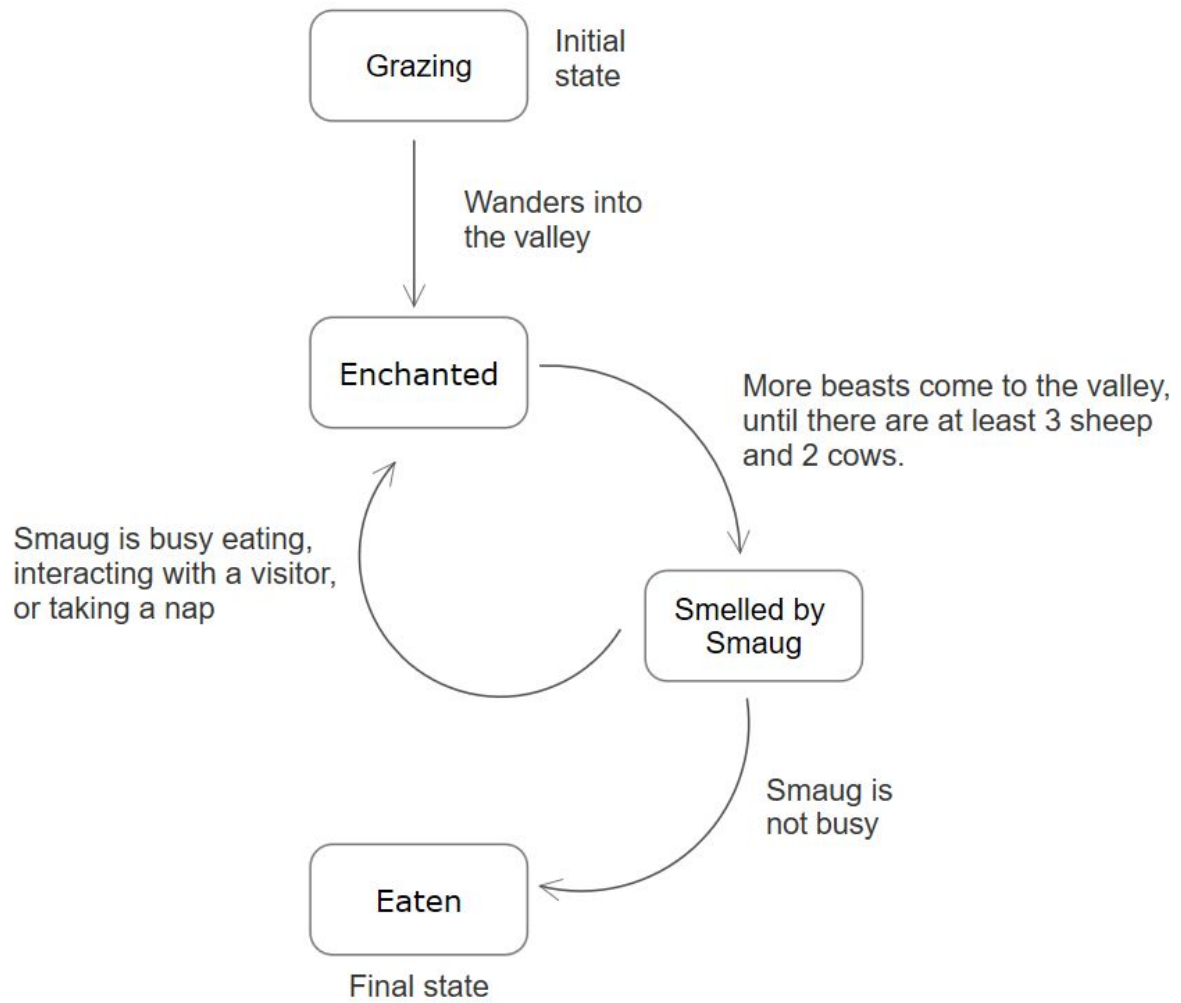 Grazing
Initial
state
Wanders into
the valley
Enchanted
More beasts come to the valley,
until there are at least 3 sheep
and 2 cows.
Smaug is busy eating,
interacting with a visitor,
or taking a nap
Smelled by
Smaug
Smaug is
not busy
Eaten
Final state